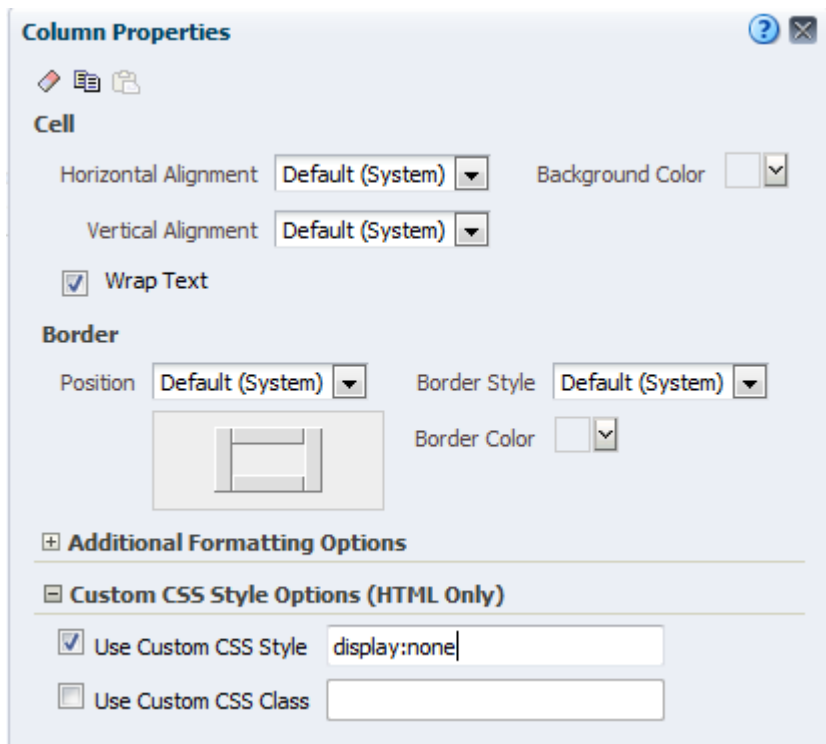 Column Properties
Cell
Horizontal Alignment Default (System) Background Color
Vertical Alignment Default (System)
Wrap Text
Border
Position Default (System) Border Style Default (System)
Border Color
Additional Formatting Options
Custom CSS Style Options (HTML Only)
Use Custom CSS Style display:none
Use Custom CSS Class